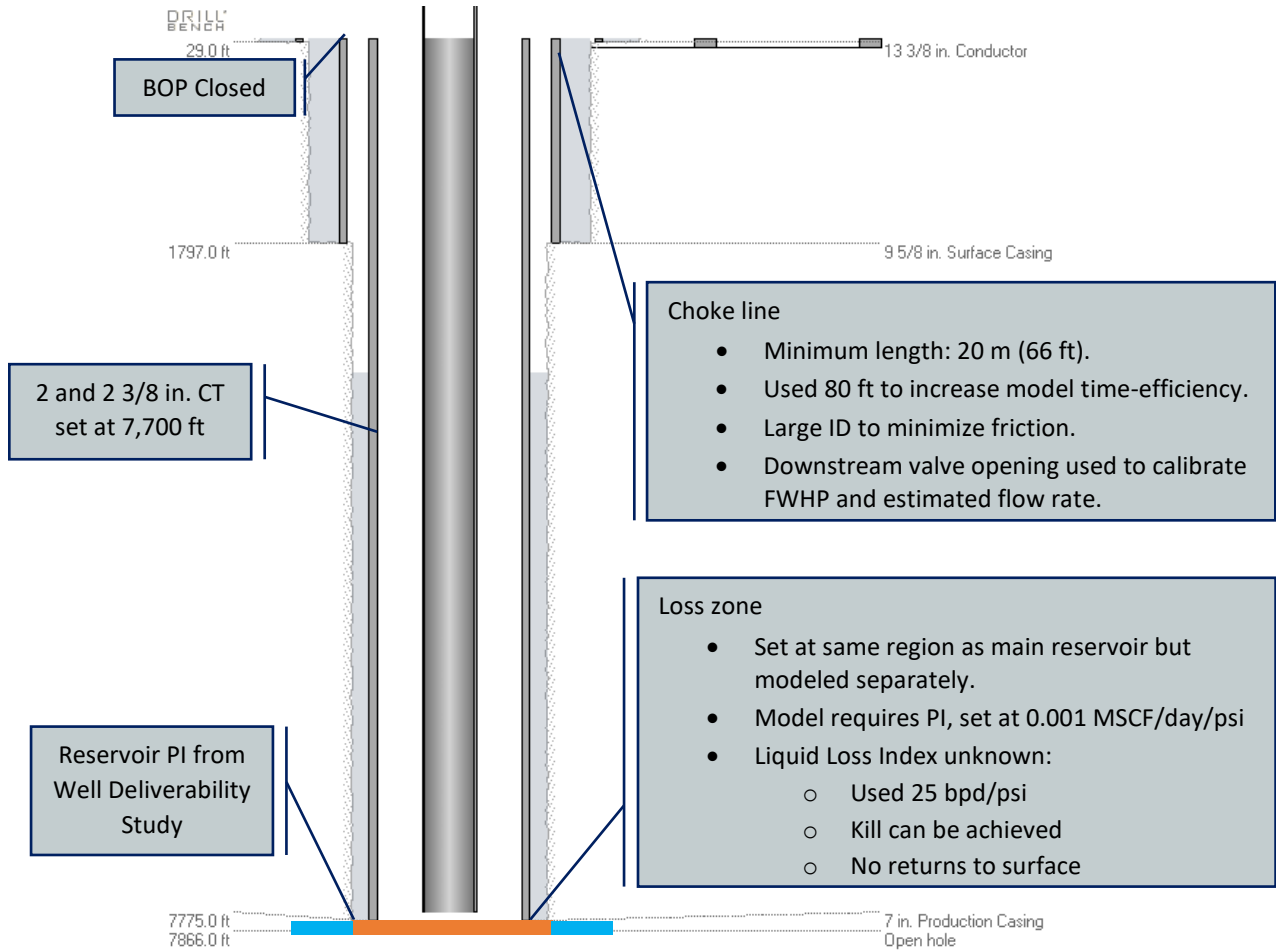 DRILL'
BENCH
29.0 ft
13 3/8 in. Conductor
BOP Closed
1797.0 ft
9 5/8 in. Surface Casing
Choke line
• Minimum length: 20 m (66 ft).
• Used 80 ft to increase model time-efficiency.
• Large ID to minimize friction.
• Downstream valve opening used to calibrate
FWHP and estimated flow rate.
2 and 2 3/8 in. CT
set at 7,700 ft
Loss zone
• Set at same region as main reservoir but
modeled separately.
• Model requires PI, set at 0.001 MSCF/day/psi
• Liquid Loss Index unknown:
o Used 25 bpd/psi
o Kill can be achieved
o No returns to surface
Reservoir PI from
Well Deliverability
Study
7775.0 ft
7 in. Production Casing
7866.0 ft
Open hole